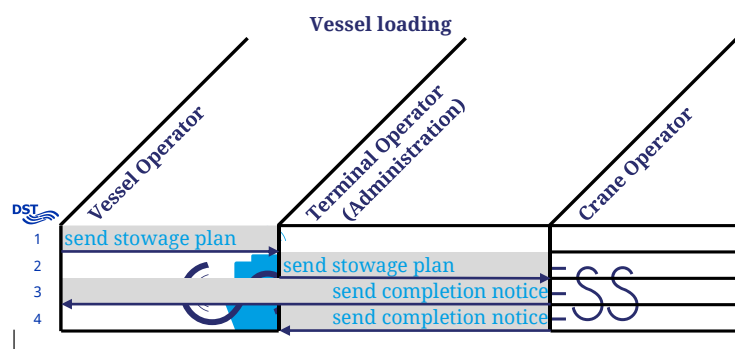 Vessel loading
Vessel Operator
Terminal Operator
(Administration)
Crane Operator
DST
1
send stowage plan
2
send stowage plan
3
send completion notice
4
send completion notice